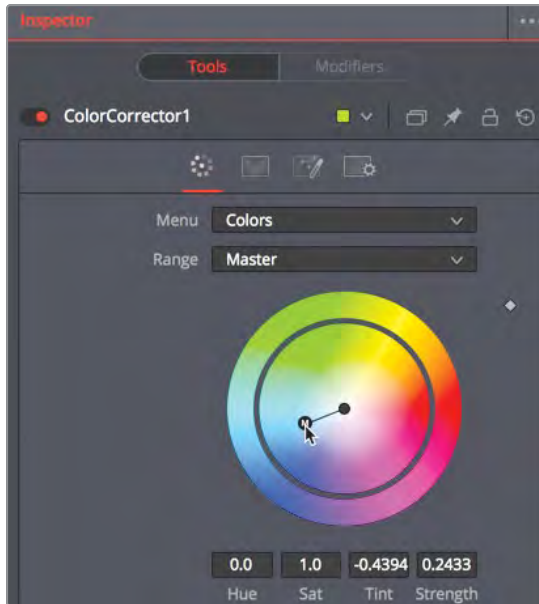 Inspector
Tools Modifiers
ColorCorrector1
Menu Colors
Range Master
M
0.0 1.0 -0.4394 0.2433
Hue Sat Tint Strength